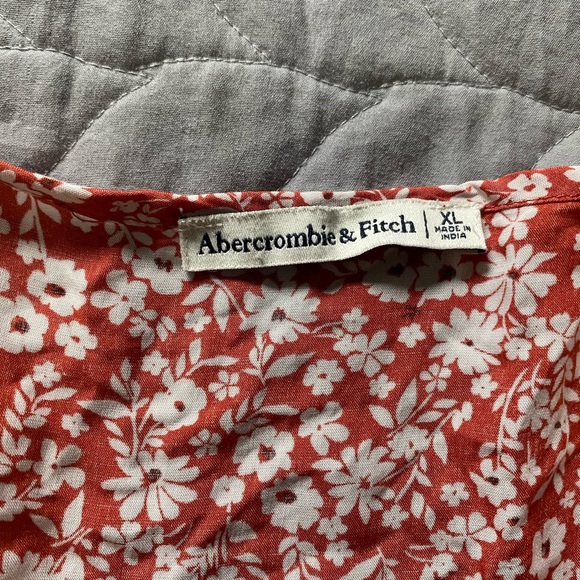 Abercrombie & Fitch
XL
MADE IN
INDIA